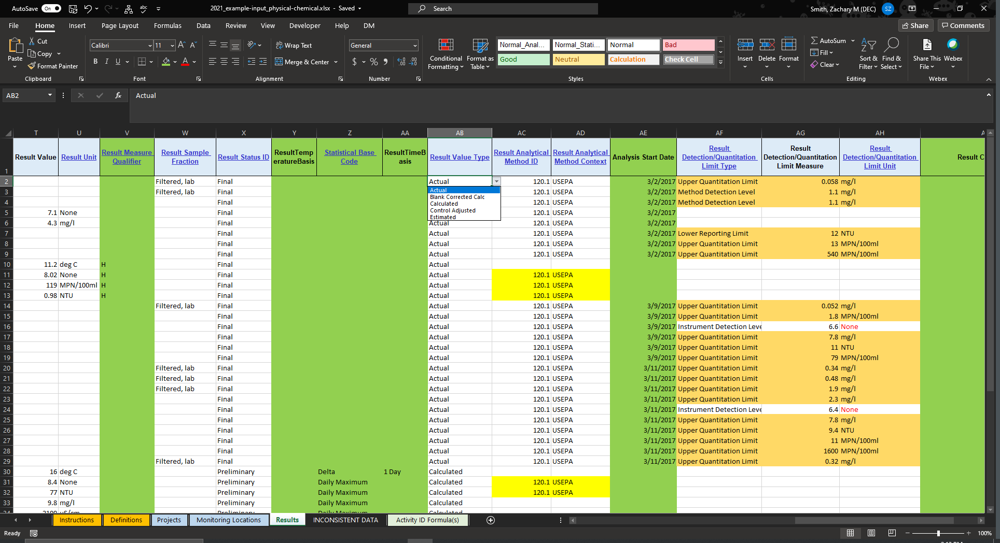 AutoSave On 2021_example-input_physical-chemical.xlsx - Saved Search Smith, Zachary M (DEC) SZ
File Home Insert Page Layout Formulas Data Review View Developer Help DM Share Comments
Paste Cut Copy Format Painter Clipboard
Calibri 11 B I U A Font
Wrap Text Merge & Center Alignment
General $ % Number
Conditional Formatting Format as Table Normal_Anal... Normal_Stati... Normal Bad
Good Neutral Calculation Check Cell Styles
Insert Delete Format Cells
AutoSum Fill Clear Sort & Filter Find & Select Editing
Share This File Webex Webex
AB2 fx Actual
T U V W X Y Z AA AB AC AD AE AF AG AH
1 Result Value Result Unit Result Measure Qualifier Result Sample Fraction Result Status ID ResultTemperatureBasis Statistical Base Code ResultTimeBasis Result Value Type Result Analytical Method ID Result Analytical Method Context Analysis Start Date Result Detection/Quantitation Limit Type Result Detection/Quantitation Limit Measure Result Detection/Quantitation Limit Unit Result C
2 Filtered, lab Final Actual 120.1 USEPA 3/2/2017 Upper Quantitation Limit 0.058 mg/l
Actual
Blank Corrected Calc
Calculated
Control Adjusted
Estimated
3 Filtered, lab Final 120.1 USEPA 3/2/2017 Method Detection Level 1.1 mg/l
4 Final 120.1 USEPA 3/2/2017 Method Detection Level 1.1 mg/l
5 7.1 None Final 120.1 USEPA 3/2/2017
6 4.3 mg/l Final Actual 120.1 USEPA 3/2/2017
7 Final Actual 120.1 USEPA 3/2/2017 Lower Reporting Limit 12 NTU
8 Final Actual 120.1 USEPA 3/2/2017 Upper Quantitation Limit 13 MPN/100ml
9 Final Actual 120.1 USEPA 3/2/2017 Upper Quantitation Limit 540 MPN/100ml
10 11.2 deg C H Final Actual
11 8.02 None H Final Actual 120.1 USEPA
12 119 MPN/100ml H Final Actual 120.1 USEPA
13 0.98 NTU H Final Actual 120.1 USEPA
14 Filtered, lab Final Actual 120.1 USEPA 3/9/2017 Upper Quantitation Limit 0.052 mg/l
15 Final Actual 120.1 USEPA 3/9/2017 Upper Quantitation Limit 1.8 MPN/100ml
16 Final Actual 120.1 USEPA 3/9/2017 Instrument Detection Leve 6.6 None
17 Final Actual 120.1 USEPA 3/9/2017 Upper Quantitation Limit 7.8 mg/l
18 Final Actual 120.1 USEPA 3/9/2017 Upper Quantitation Limit 11 NTU
19 Final Actual 120.1 USEPA 3/9/2017 Upper Quantitation Limit 79 MPN/100ml
20 Filtered, lab Final Actual 120.1 USEPA 3/11/2017 Upper Quantitation Limit 0.34 mg/l
21 Filtered, lab Final Actual 120.1 USEPA 3/11/2017 Upper Quantitation Limit 0.48 mg/l
22 Filtered, lab Final Actual 120.1 USEPA 3/11/2017 Upper Quantitation Limit 1.9 mg/l
23 Final Actual 120.1 USEPA 3/11/2017 Upper Quantitation Limit 2.3 mg/l
24 Final Actual 120.1 USEPA 3/11/2017 Instrument Detection Leve 6.4 None
25 Final Actual 120.1 USEPA 3/11/2017 Upper Quantitation Limit 7.8 mg/l
26 Final Actual 120.1 USEPA 3/11/2017 Upper Quantitation Limit 9.4 NTU
27 Final Actual 120.1 USEPA 3/11/2017 Upper Quantitation Limit 11 MPN/100ml
28 Final Actual 120.1 USEPA 3/11/2017 Upper Quantitation Limit 1600 MPN/100ml
29 Filtered, lab Final Actual 120.1 USEPA 3/11/2017 Upper Quantitation Limit 0.32 mg/l
30 16 deg C Preliminary Delta 1 Day Calculated
31 8.4 None Preliminary Daily Maximum Calculated 120.1 USEPA
32 77 NTU Preliminary Daily Maximum Calculated 120.1 USEPA
33 9.8 mg/l Preliminary Daily Maximum Calculated
Instructions Definitions Projects Monitoring Locations Results INCONSISTENT DATA Activity ID Formula(s)
Ready 100%